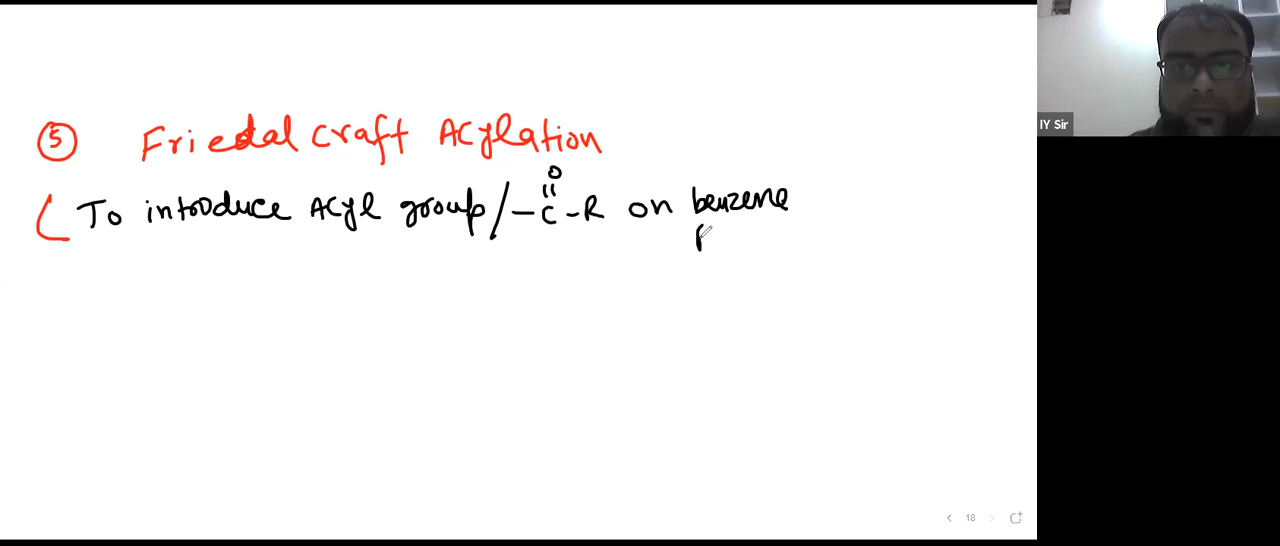 5 Friedal Craft Acylation
O
To introduce Acyl group/-C-R on benzene
IY Sir
18